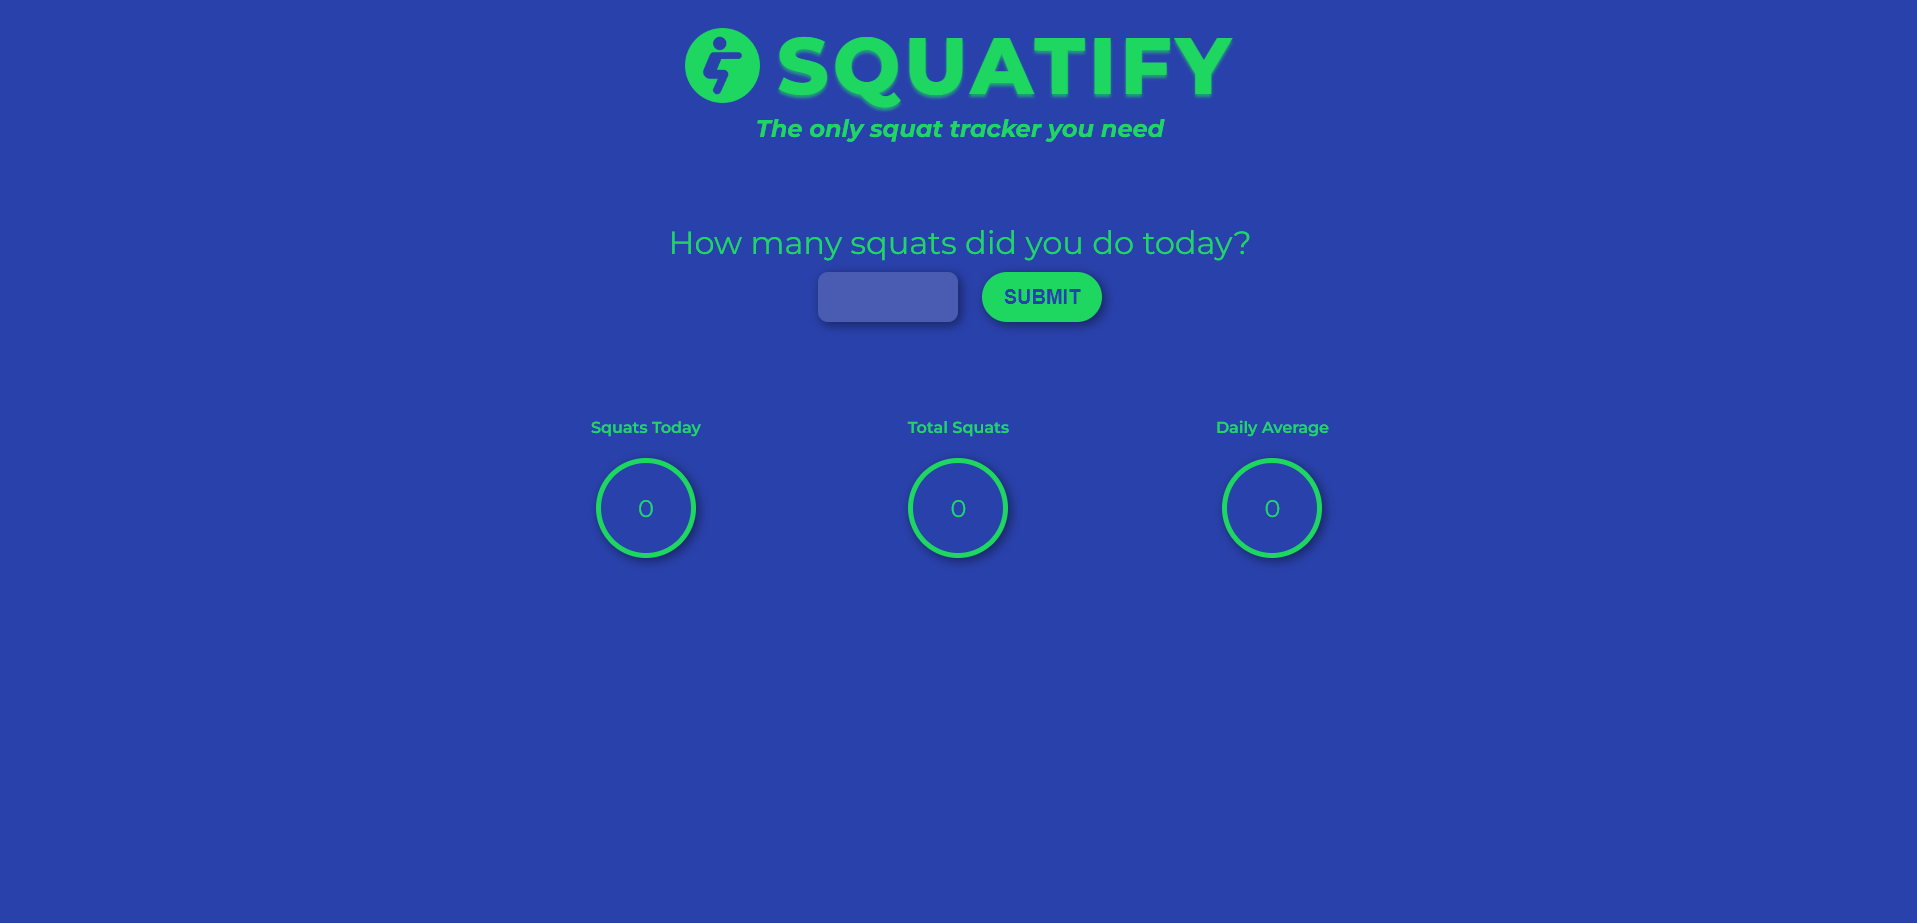 SQUATIFY
The only squat tracker you need
How many squats did you do today?
SUBMIT
Squats Today Total Squats Daily Average
0 0 0